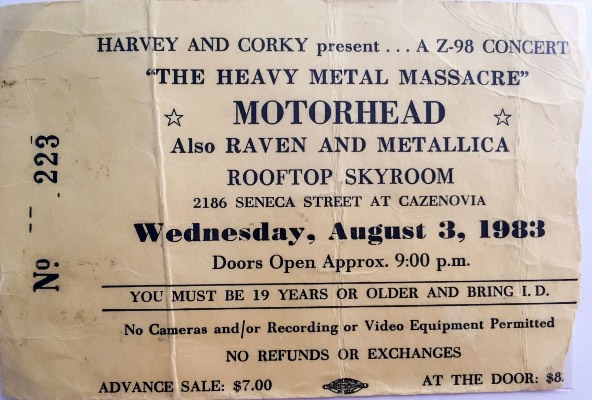 HARVEY AND CORKY present . . . A Z-98 CONCERT
"THE HEAVY METAL MASSACRE"
☆ MOTORHEAD ☆
Also RAVEN AND METALLICA
ROOFTOP SKYROOM
2186 SENECA STREET AT CAZENOVIA
Wednesday, August 3, 1983
Doors Open Approx. 9:00 p.m.
YOU MUST BE 19 YEARS OR OLDER AND BRING I. D.
No Cameras and/or Recording or Video Equipment Permitted
NO REFUNDS OR EXCHANGES
ADVANCE SALE: $7.00
AT THE DOOR: $8.
Nº -- 223